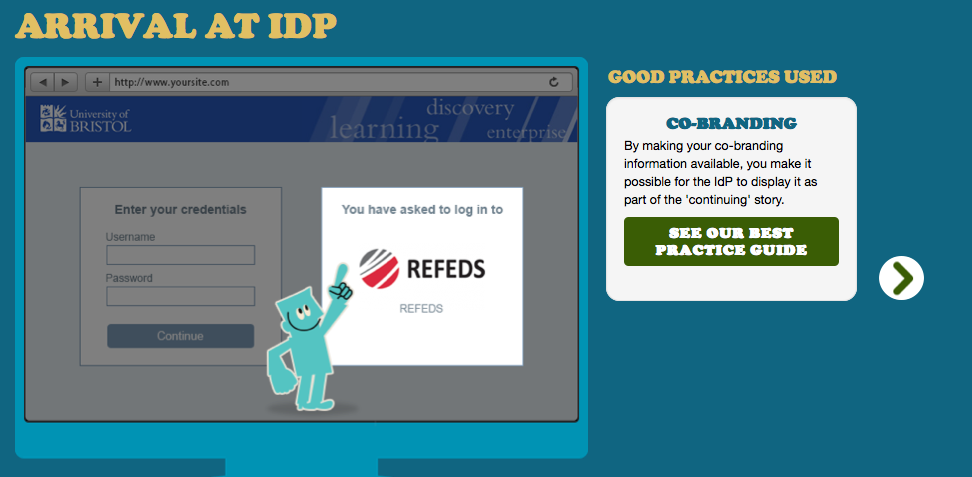 ARRIVAL AT IDP
http://www.yoursite.com
University of
BRISTOL
discovery
learning
enterprise
Enter your credentials
Username
Password
Continue
You have asked to log in to
REFEDS
REFEDS
GOOD PRACTICES USED
CO-BRANDING
By making your co-branding
information available, you make it
possible for the IdP to display it as
part of the 'continuing' story.
SEE OUR BEST
PRACTICE GUIDE